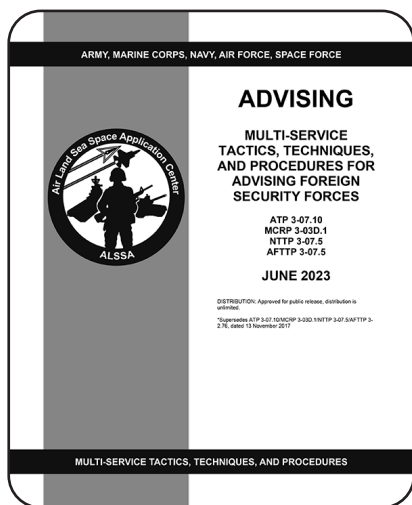 ARMY, MARINE CORPS, NAVY, AIR FORCE, SPACE FORCE
ADVISING
MULTI-SERVICE
TACTICS, TECHNIQUES,
AND PROCEDURES FOR
ADVISING FOREIGN
SECURITY FORCES
Air Land Sea Space Application Center
ALSSA
ATP 3-07.10
MCRP 3-03D.1
NTTP 3-07.5
AFTTP 3-07.5
JUNE 2023
DISTRIBUTION: Approved for public release, distribution is
unlimited.
*Supersedes ATP 3-07.10/MCRP 3-03D.1/NTTP 3-07.5/AFTTP 3-
2.76, dated 13 November 2017
MULTI-SERVICE TACTICS, TECHNIQUES, AND PROCEDURES